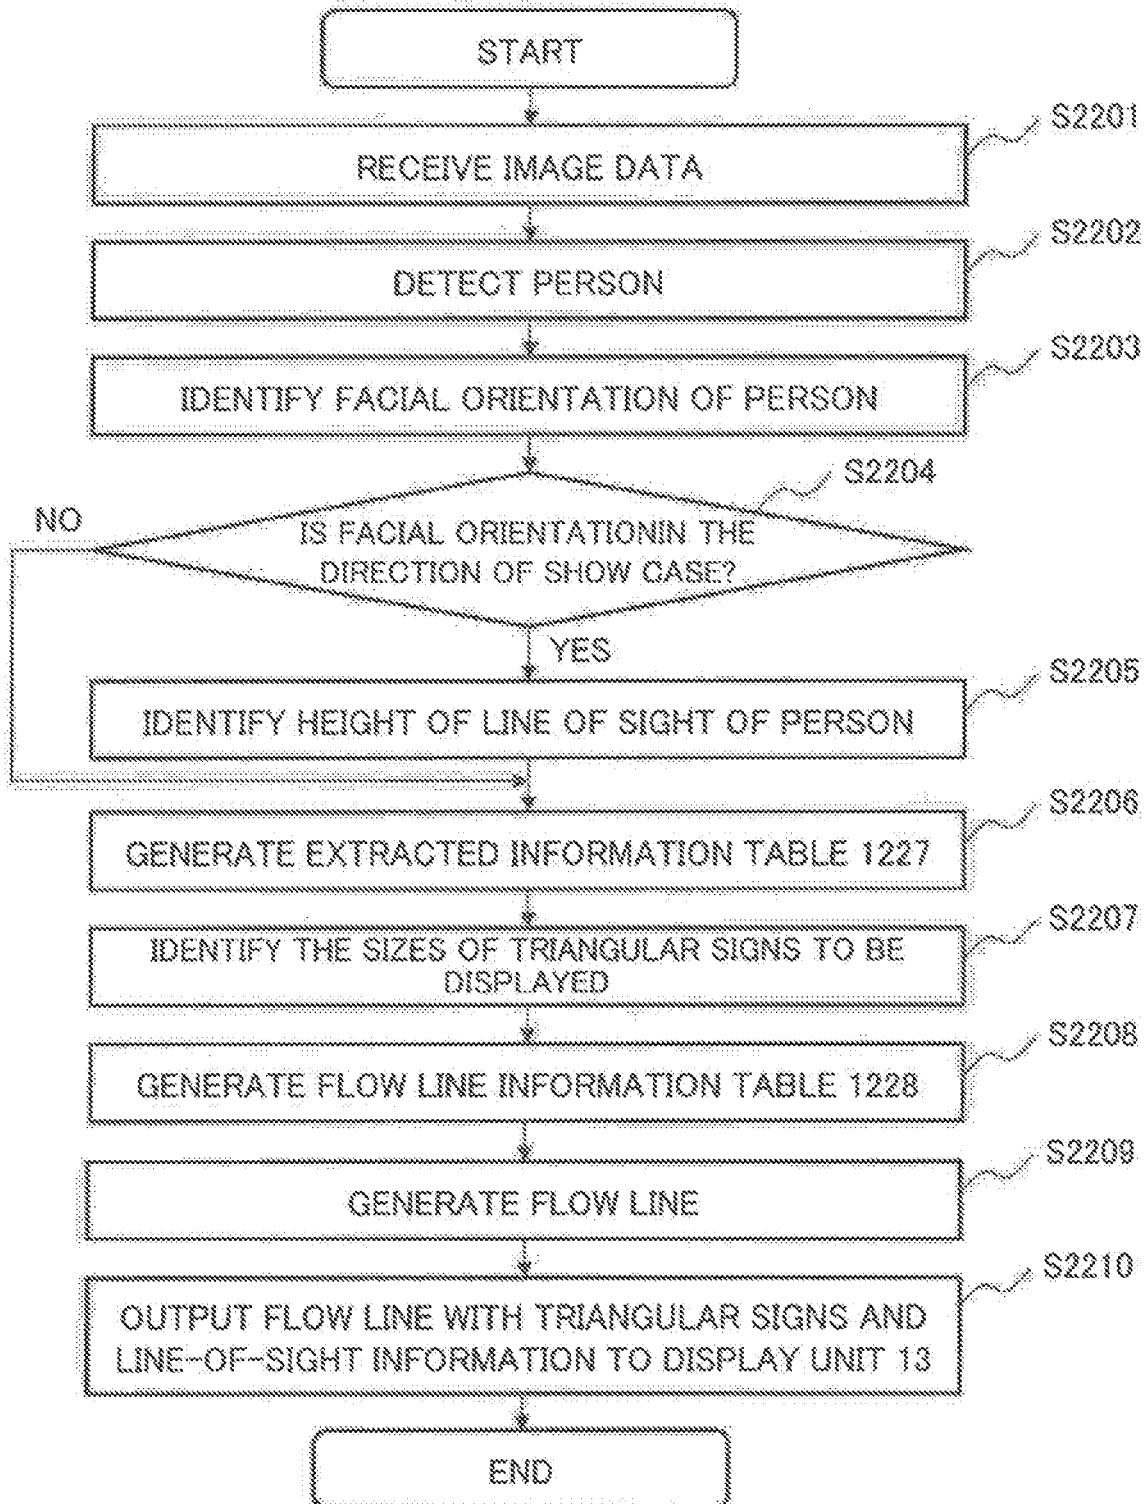 START
S2201
RECEIVE IMAGE DATA
S2202
DETECT PERSON
S2203
IDENTIFY FACIAL ORIENTATION OF PERSON
S2204
NO
IS FACIAL ORIENTATIONIN THE
DIRECTION OF SHOW CASE?
YES
S2205
IDENTIFY HEIGHT OF LINE OF SIGHT OF PERSON
S2206
GENERATE EXTRACTED INFORMATION TABLE 1227
S2207
IDENTIFY THE SIZES OF TRIANGULAR SIGNS TO BE
DISPLAYED
S2208
GENERATE FLOW LINE INFORMATION TABLE 1228
S2209
GENERATE FLOW LINE
S2210
OUTPUT FLOW LINE WITH TRIANGULAR SIGNS AND
LINE-OF-SIGHT INFORMATION TO DISPLAY UNIT 13
END